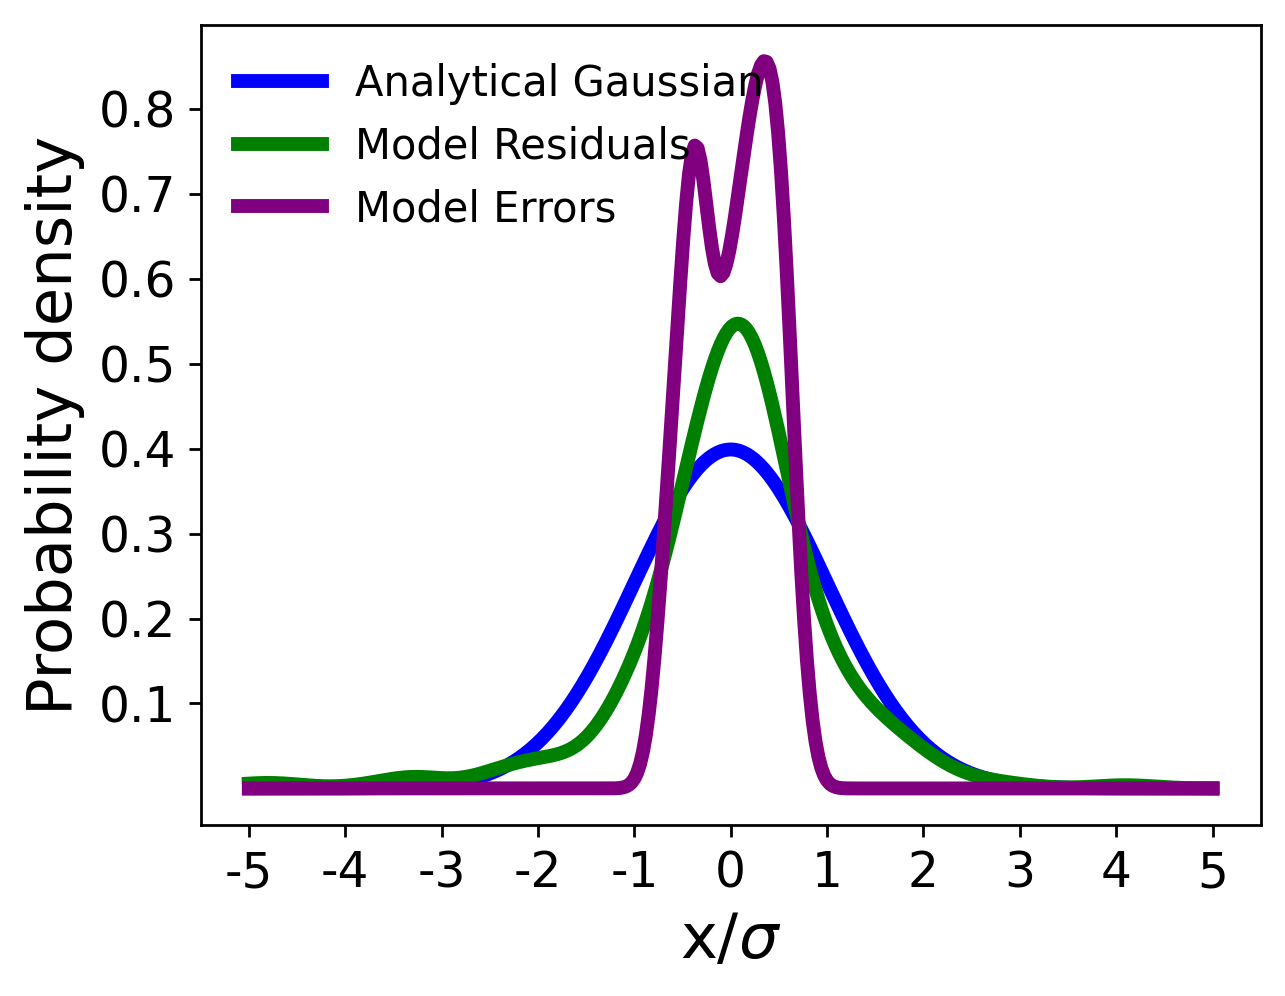 Analytical Gaussian
Model Residuals
Model Errors
Probability density
0.8
0.7
0.6
0.5
0.4
0.3
0.2
0.1
-5 -4 -3 -2 -1 0 1 2 3 4 5
x/σ